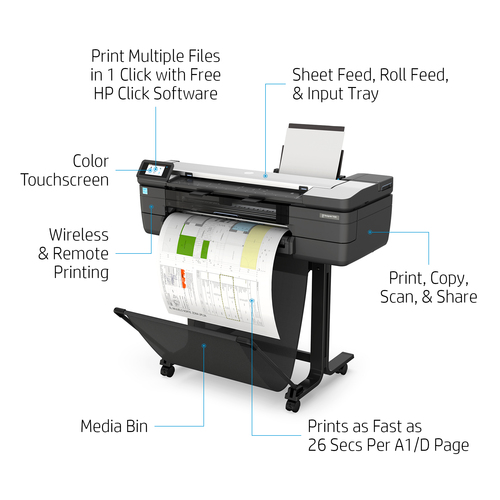 Print Multiple Files
in 1 Click with Free
HP Click Software
Sheet Feed, Roll Feed,
& Input Tray
Color
Touchscreen
Wireless
& Remote
Printing
Print, Copy,
Scan, & Share
Media Bin
Prints as Fast as
26 Secs Per A1/D Page